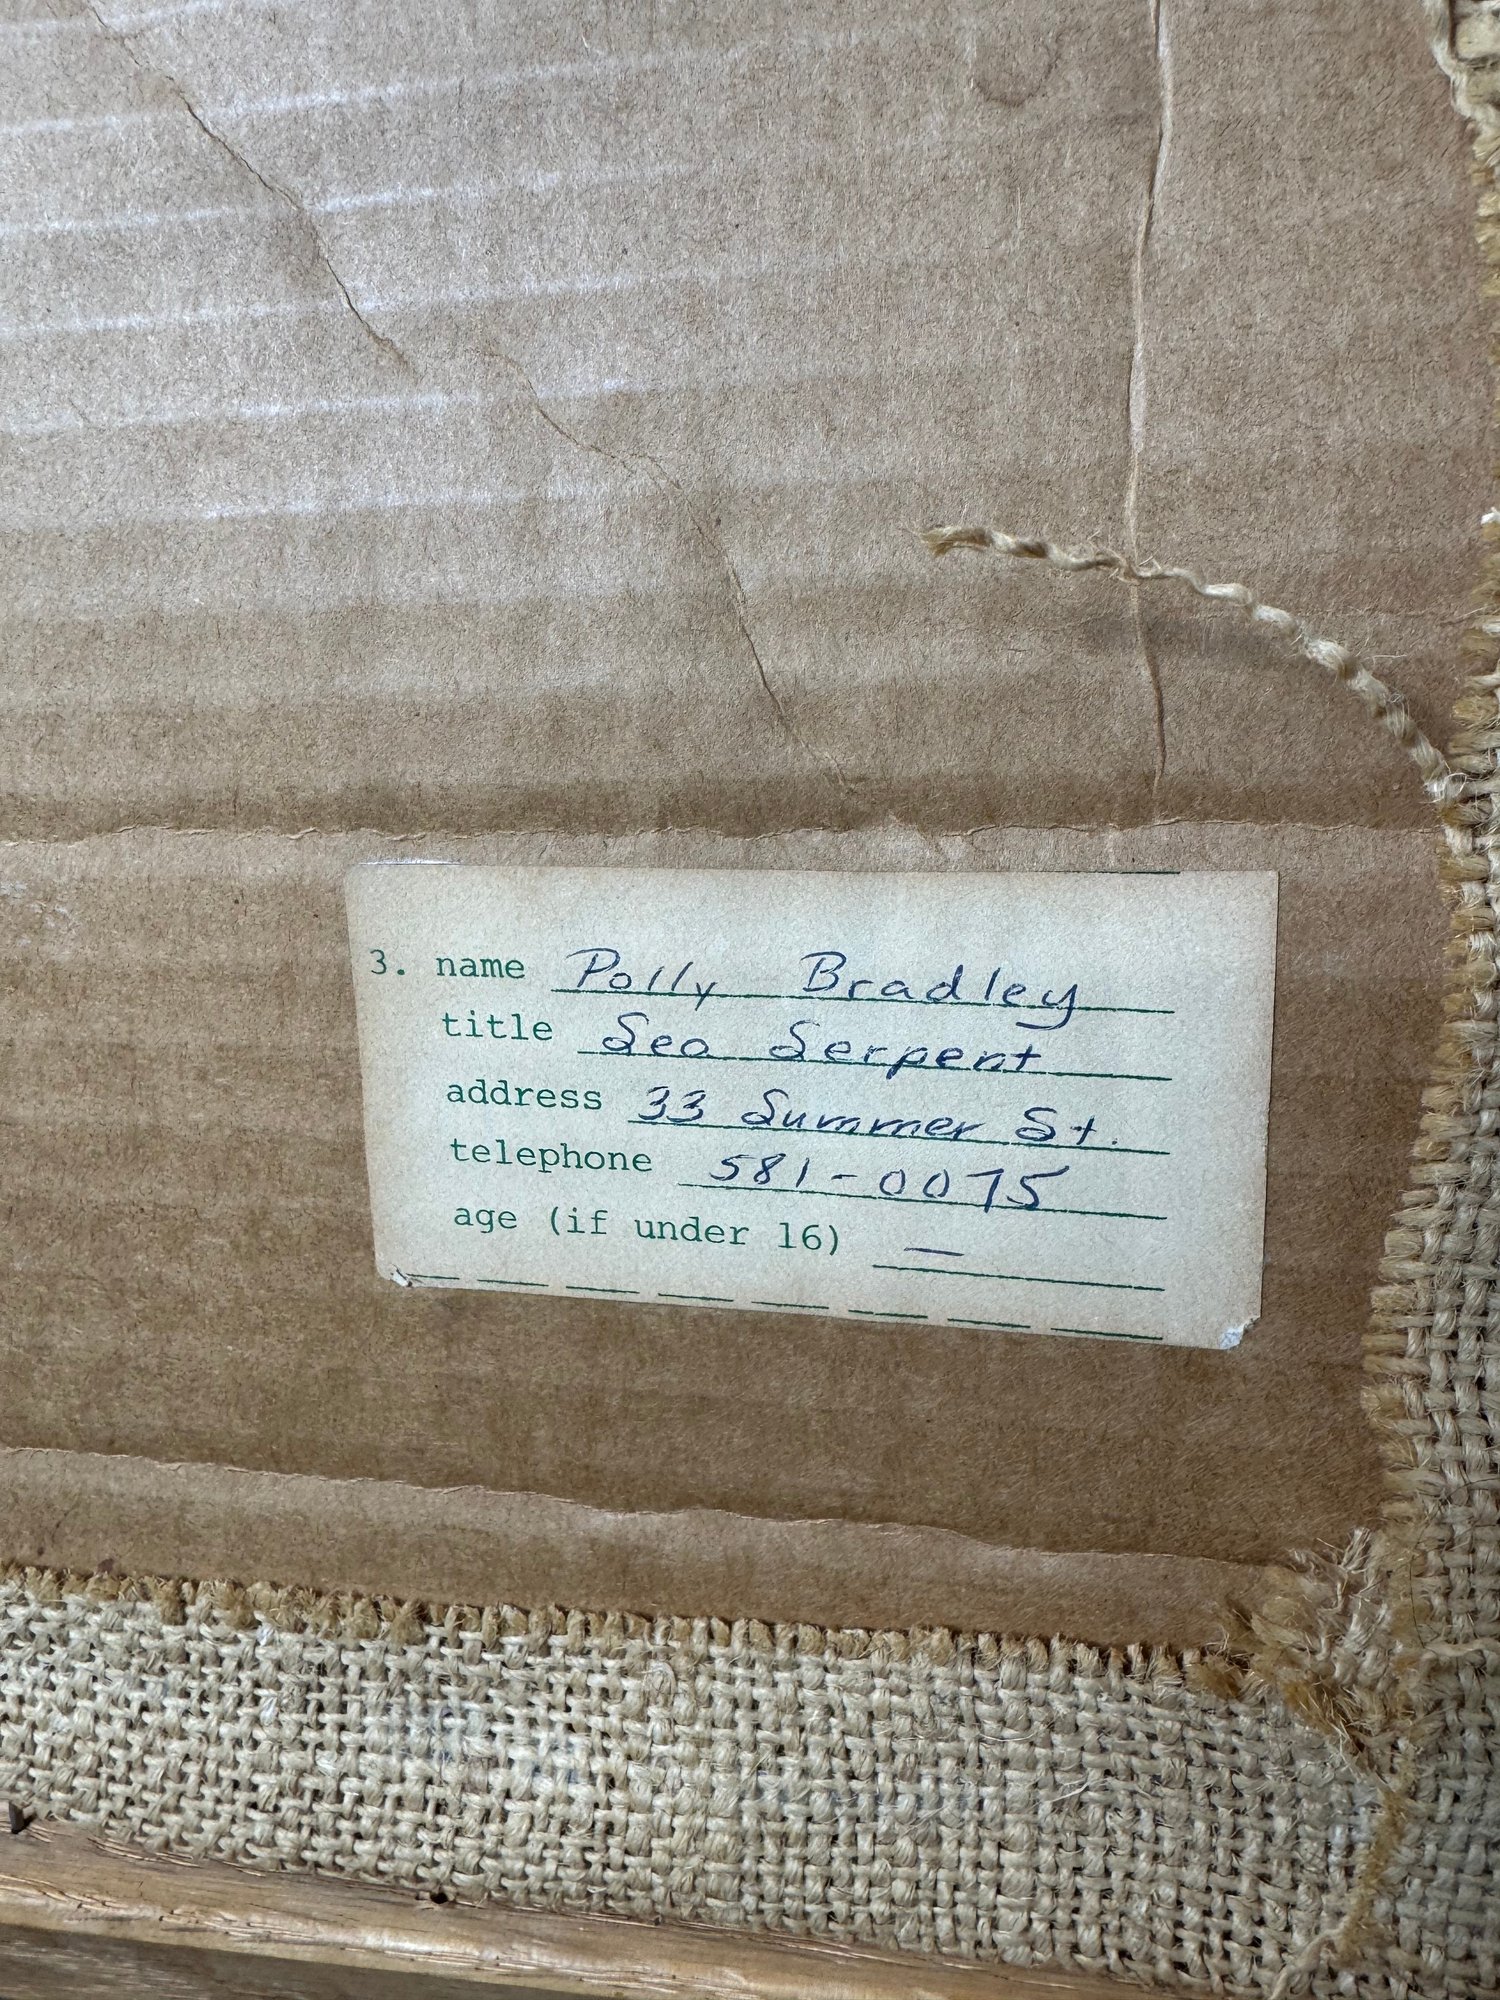 3. name Polly Bradley
title Sea Serpent
address 33 Summer St.
telephone 581-0075
age (if under 16) —